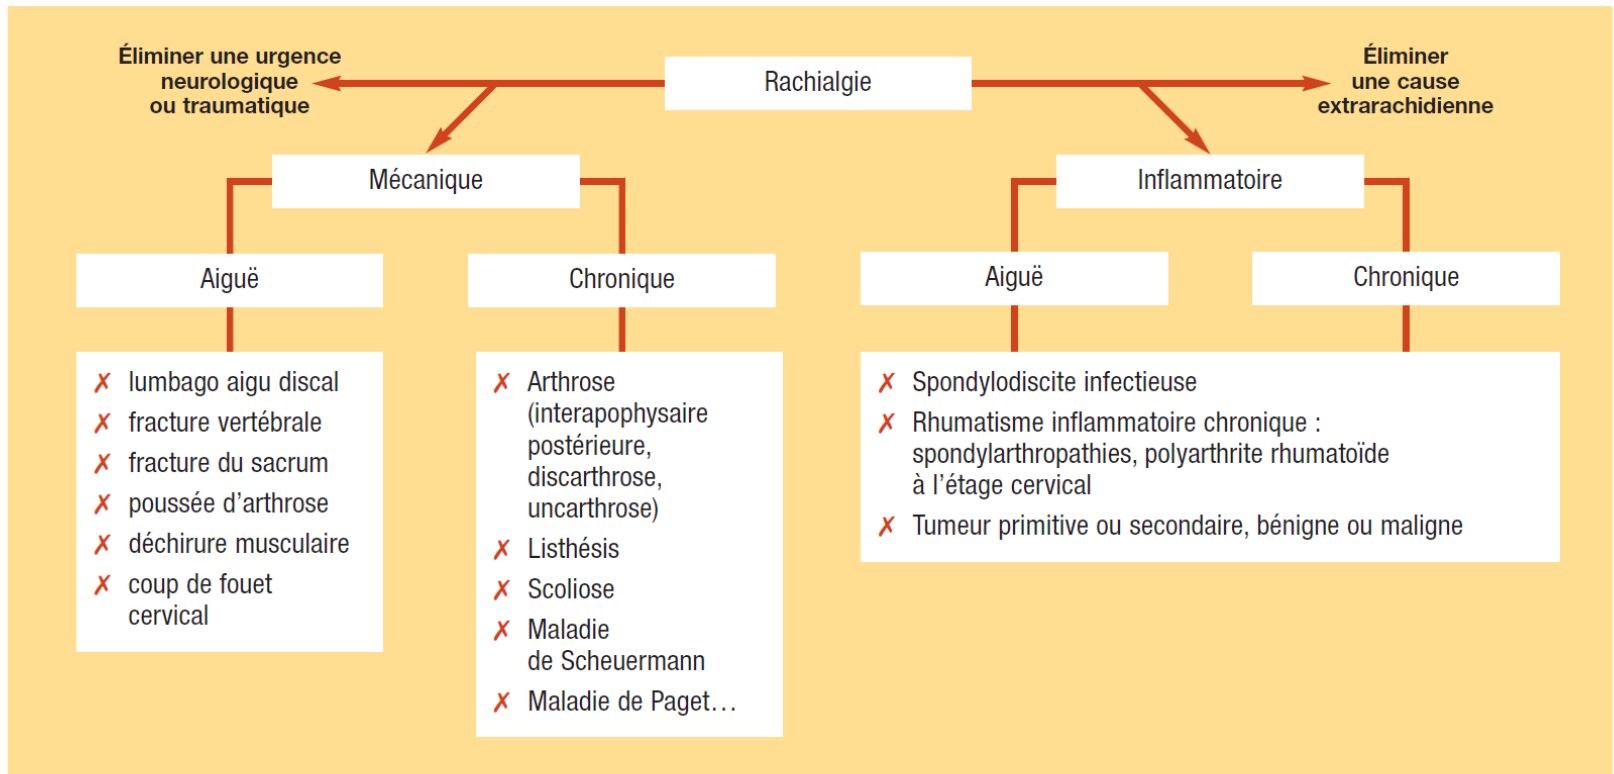 Éliminer une urgence
neurologique
ou traumatique
Rachialgie
Éliminer
une cause
extrarachidienne
Mécanique
Inflammatoire
Aiguë
Chronique
Aiguë
Chronique
✗ lumbago aigu discal
✗ fracture vertébrale
✗ fracture du sacrum
✗ poussée d’arthrose
✗ déchirure musculaire
✗ coup de fouet
cervical
✗ Arthrose
(interapophysaire
postérieure,
discarthrose,
uncarthrose)
✗ Listhésis
✗ Scoliose
✗ Maladie
de Scheuermann
✗ Maladie de Paget…
✗ Spondylodiscite infectieuse
✗ Rhumatisme inflammatoire chronique :
spondylarthropathies, polyarthrite rhumatoïde
à l’étage cervical
✗ Tumeur primitive ou secondaire, bénigne ou maligne